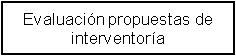 Evaluación propuestas de
interventoría